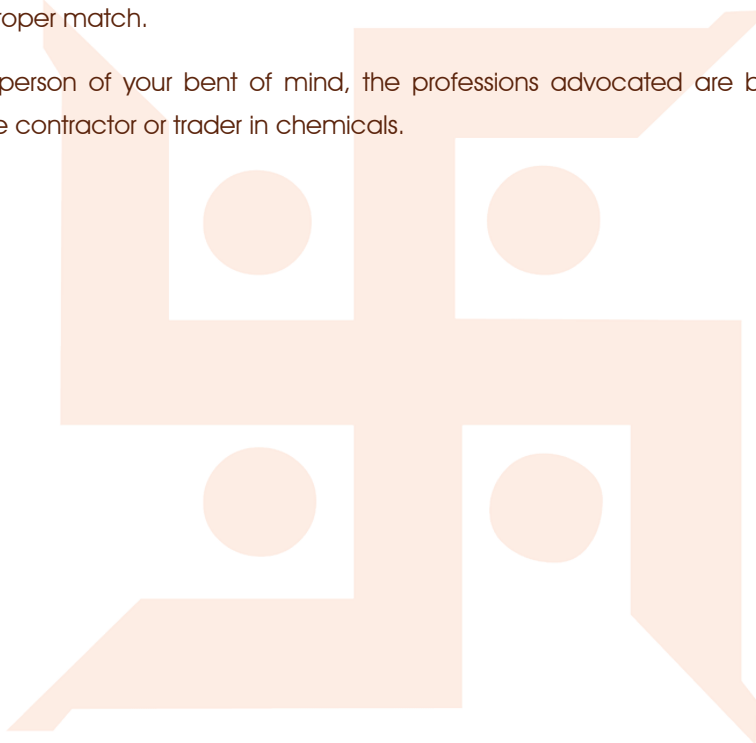 roper match.
person of your bent of mind, the professions advocated are b
e contractor or trader in chemicals.